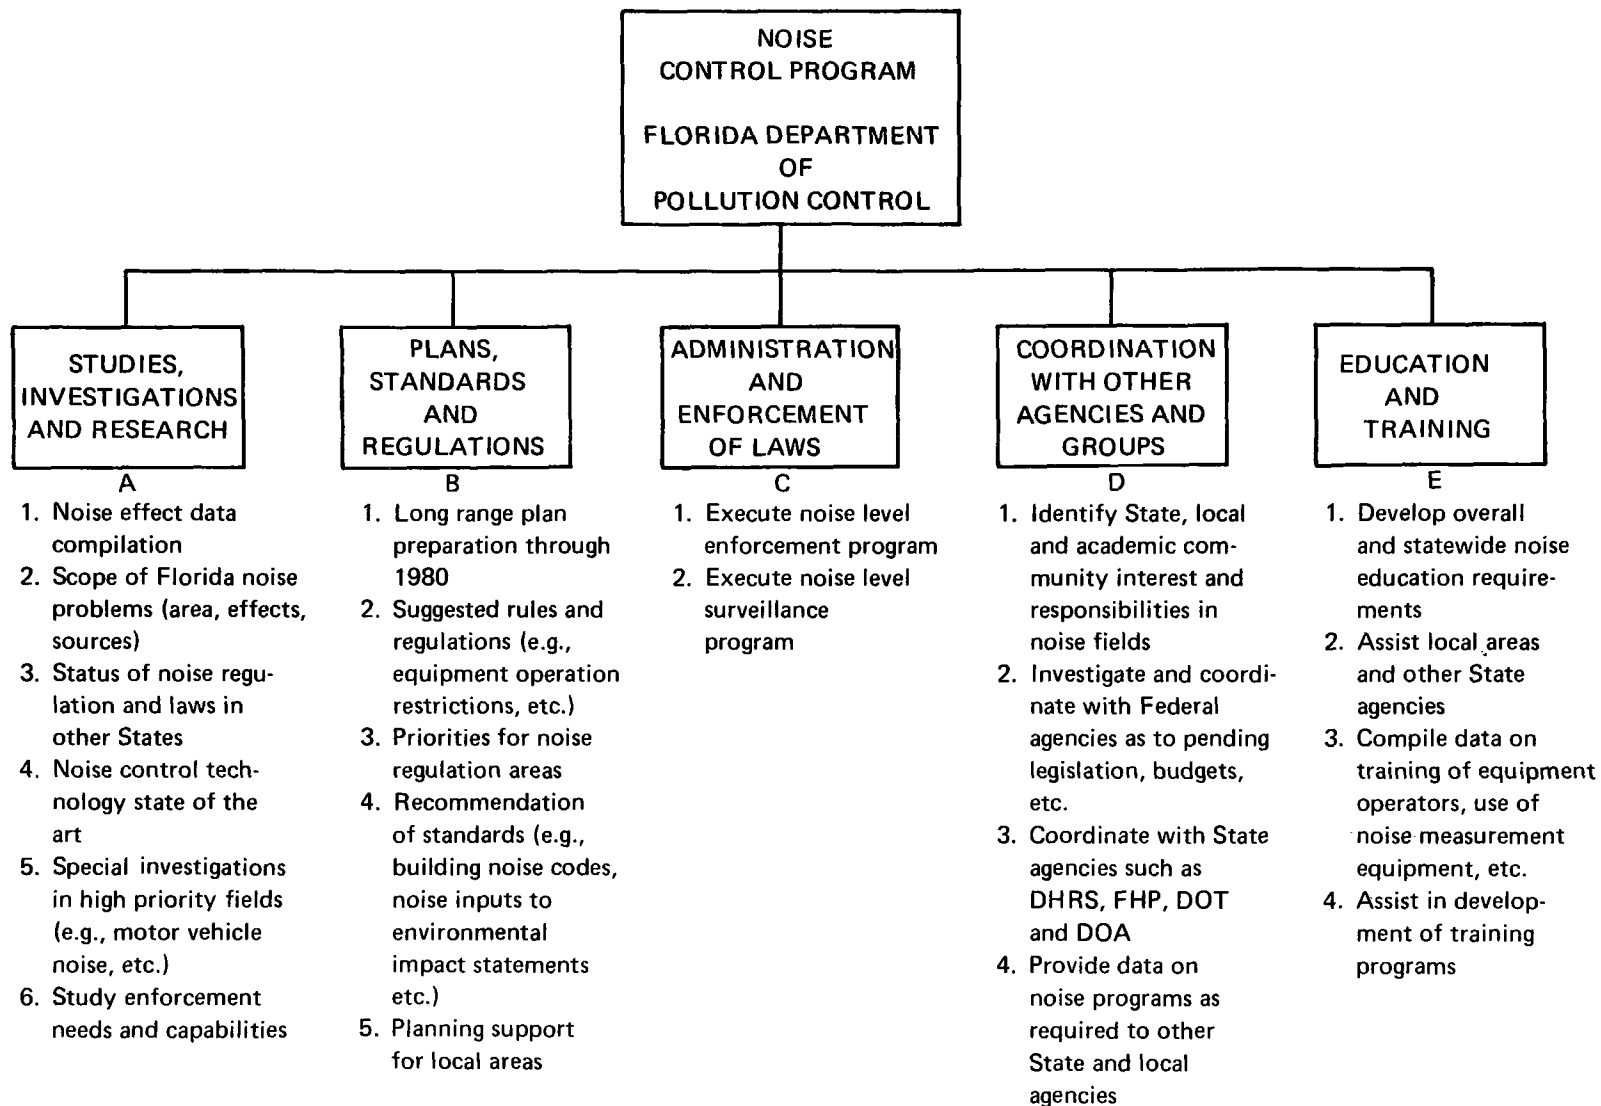 NOISE
CONTROL PROGRAM
FLORIDA DEPARTMENT
OF
POLLUTION CONTROL
STUDIES,
INVESTIGATIONS
AND RESEARCH
A
1. Noise effect data
compilation
2. Scope of Florida noise
problems (area, effects,
sources)
3. Status of noise regu-
lation and laws in
other States
4. Noise control tech-
nology state of the
art
5. Special investigations
in high priority fields
(e.g., motor vehicle
noise, etc.)
6. Study enforcement
needs and capabilities
PLANS,
STANDARDS
AND
REGULATIONS
B
1. Long range plan
preparation through
1980
2. Suggested rules and
regulations (e.g.,
equipment operation
restrictions, etc.)
3. Priorities for noise
regulation areas
4. Recommendation
of standards (e.g.,
building noise codes,
noise inputs to
environmental
impact statements
etc.)
5. Planning support
for local areas
ADMINISTRATION
AND
ENFORCEMENT
OF LAWS
C
1. Execute noise level
enforcement program
2. Execute noise level
surveillance
program
COORDINATION
WITH OTHER
AGENCIES AND
GROUPS
D
1. Identify State, local
and academic com-
munity interest and
responsibilities in
noise fields
2. Investigate and coordi-
nate with Federal
agencies as to pending
legislation, budgets,
etc.
3. Coordinate with State
agencies such as
DHRS, FHP, DOT
and DOA
4. Provide data on
noise programs as
required to other
State and local
agencies
EDUCATION
AND
TRAINING
E
1. Develop overall
and statewide noise
education require-
ments
2. Assist local areas
and other State
agencies
3. Compile data on
training of equipment
operators, use of
noise measurement
equipment, etc.
4. Assist in develop-
ment of training
programs